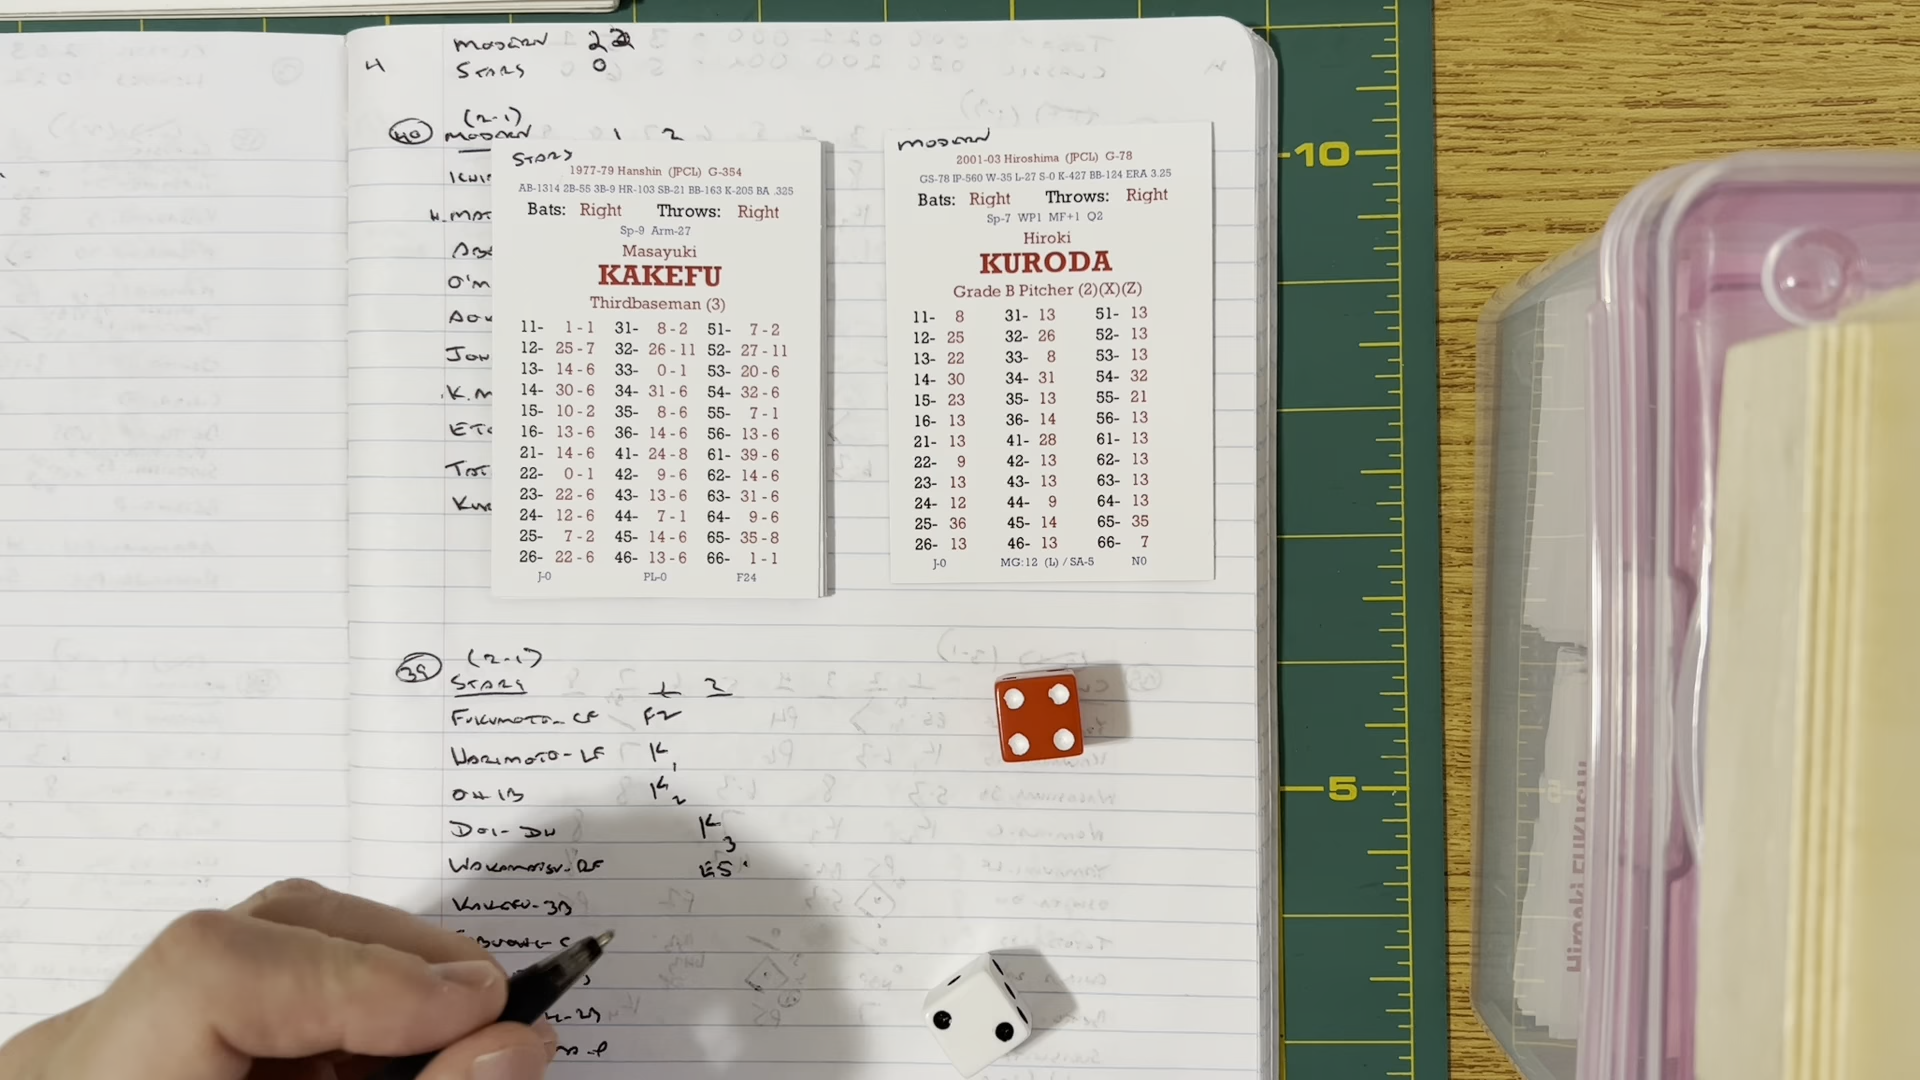 MODERN 22
4 STARS 0
(2-1)
40 MODERN 1 2
ICHI
H. MAT
O'M
K.M
STARS
1977-79 Hanshin (JPCL) G-354
AB-1314 2B-55 3B-9 HR-103 SB-21 BB-163 K-205 BA .325
Bats: Right Throws: Right
Sp-9 Arm-27
Masayuki
KAKEFU
Thirdbaseman (3)
11- 1 - 1 31- 8 - 2 51- 7 - 2
12- 25 - 7 32- 26 - 11 52- 27 - 11
13- 14 - 6 33- 0 - 1 53- 20 - 6
14- 30 - 6 34- 31 - 6 54- 32 - 6
15- 10 - 2 35- 8 - 6 55- 7 - 1
16- 13 - 6 36- 14 - 6 56- 13 - 6
21- 14 - 6 41- 24 - 8 61- 39 - 6
22- 0 - 1 42- 9 - 6 62- 14 - 6
23- 22 - 6 43- 13 - 6 63- 31 - 6
24- 12 - 6 44- 7 - 1 64- 9 - 6
25- 7 - 2 45- 14 - 6 65- 35 - 8
26- 22 - 6 46- 13 - 6 66- 1 - 1
J-0 PL-0 F24
MODERN
2001-03 Hiroshima (JPCL) G-78
GS-78 IP-560 W-35 L-27 S-0 K-427 BB-124 ERA 3.25
Bats: Right Throws: Right
Sp-7 WP1 MF+1 Q2
Hiroki
KURODA
Grade B Pitcher (2)(X)(Z)
11- 8 31- 13 51- 13
12- 25 32- 26 52- 13
13- 22 33- 8 53- 13
14- 30 34- 31 54- 32
15- 23 35- 13 55- 21
16- 13 36- 14 56- 13
21- 13 41- 28 61- 13
22- 9 42- 13 62- 13
23- 13 43- 13 63- 13
24- 12 44- 9 64- 13
25- 36 45- 14 65- 35
26- 13 46- 13 66- 7
J-0 MG:12 (L) / SA-5 N0
10
5
(2-1)
39 STARS 1 2
FUKUMOTO - CF F2
HARIMOTO - LF K1
OH 1B K2
DOI - DH K3
WAKAMATSU - RF E5
KAKEFU - 3B
Hiroki FUKUH